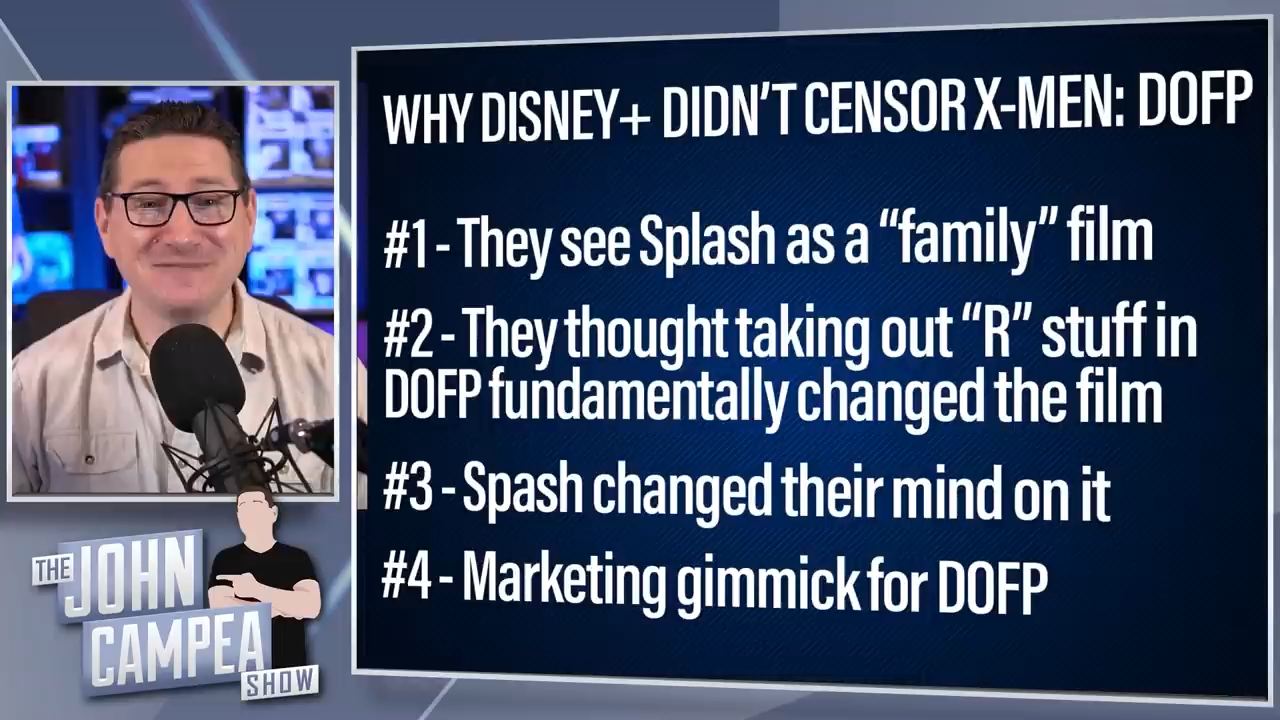 WHY DISNEY+ DIDN'T CENSOR X-MEN: DOFP
#1 - They see Splash as a “family” film
#2 - They thought taking out “R” stuff in
DOFP fundamentally changed the film
#3 - Spash changed their mind on it
#4 - Marketing gimmick for DOFP
THE
JOHN
CAMPEA
SHOW